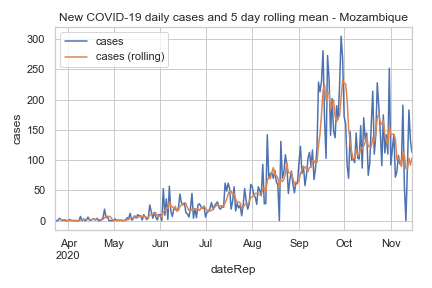 New COVID-19 daily cases and 5 day rolling mean - Mozambique
cases
cases (rolling)
300
250
200
150
100
50
0
cases
Apr May Jun Jul Aug Sep Oct Nov
2020
dateRep